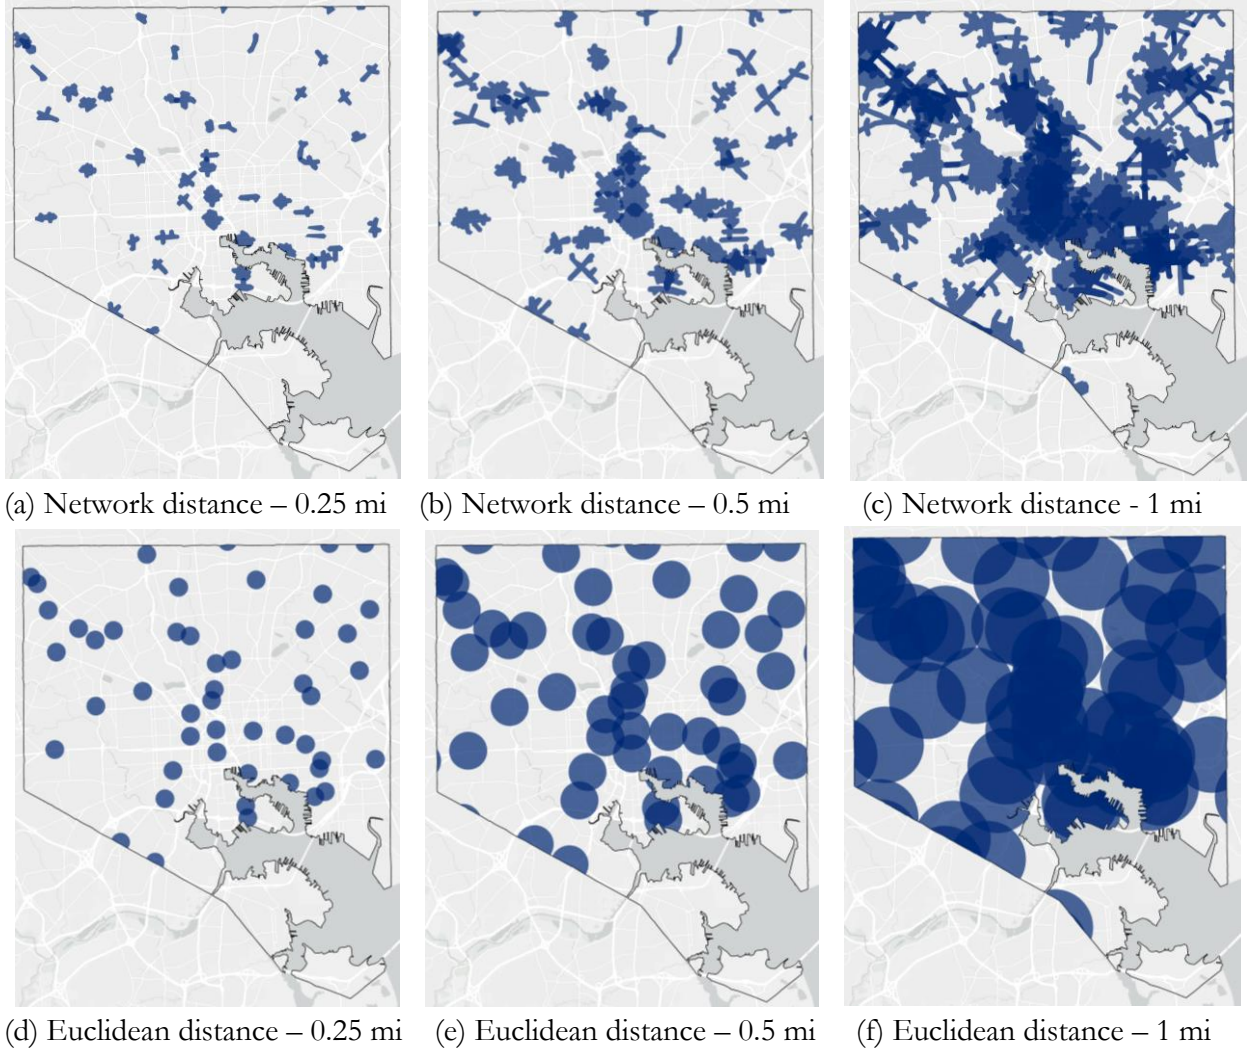 (a) Network distance – 0.25 mi
(b) Network distance – 0.5 mi
(c) Network distance - 1 mi
(d) Euclidean distance – 0.25 mi
(e) Euclidean distance – 0.5 mi
(f) Euclidean distance – 1 mi